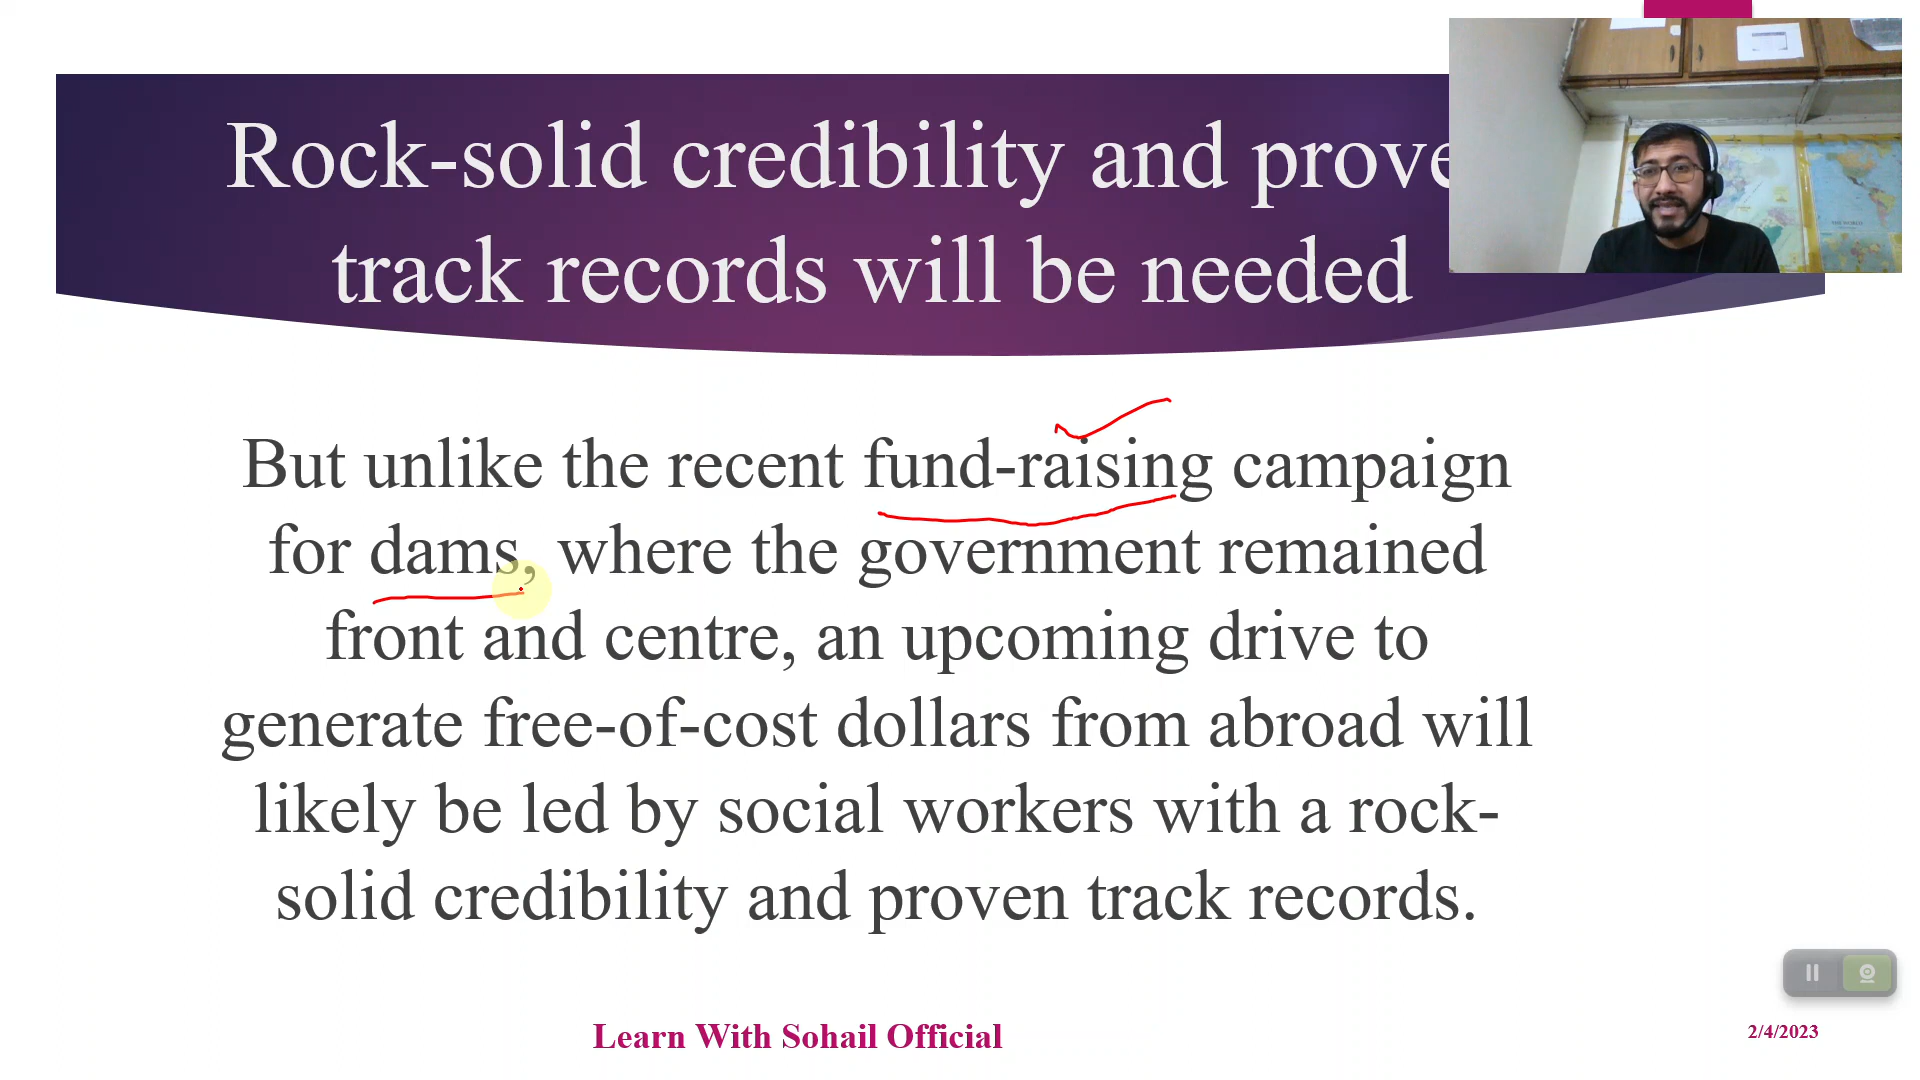 Rock-solid credibility and prove
track records will be needed
But unlike the recent fund-raising campaign
for dams, where the government remained
front and centre, an upcoming drive to
generate free-of-cost dollars from abroad will
likely be led by social workers with a rock-
solid credibility and proven track records.
Learn With Sohail Official
2/4/2023